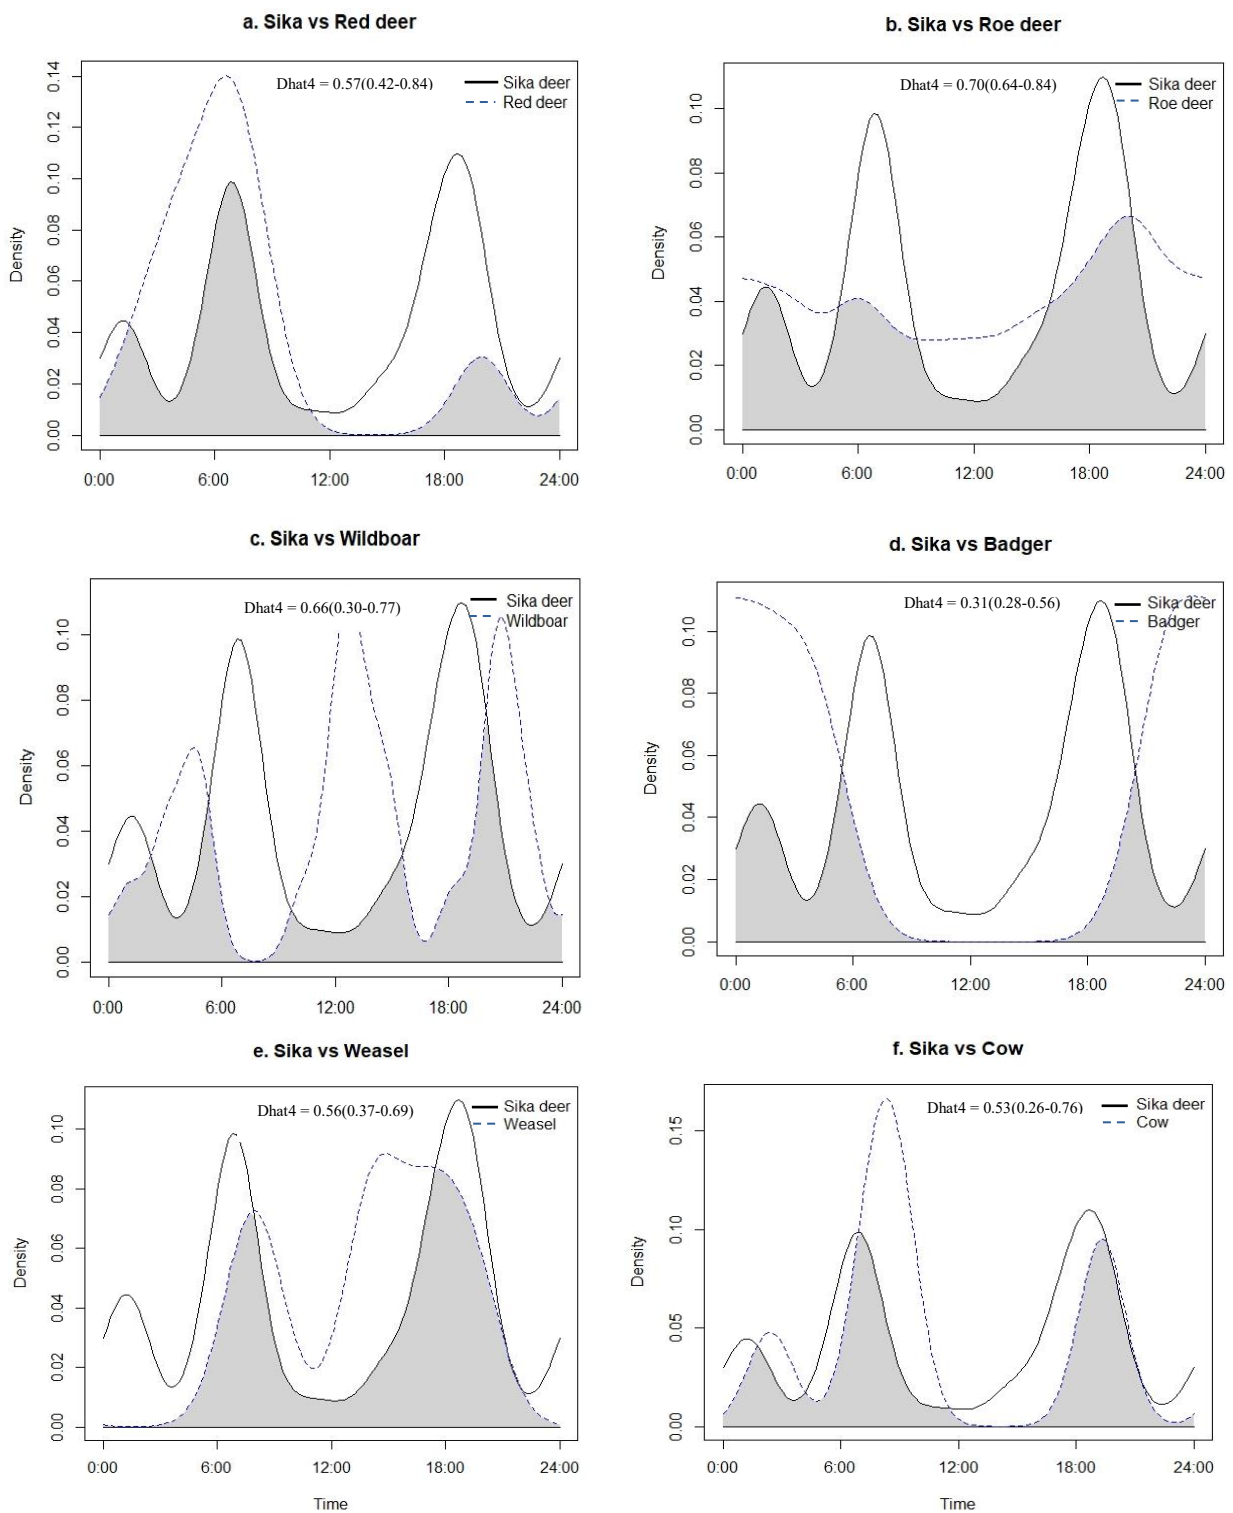 a. Sika vs Red deer
Dhat4 = 0.57(0.42-0.84)
Sika deer
Red deer
Density
0.14
0.12
0.10
0.08
0.06
0.04
0.02
0.00
0:00 6:00 12:00 18:00 24:00
b. Sika vs Roe deer
Dhat4 = 0.70(0.64-0.84)
Sika deer
Roe deer
Density
0.10
0.08
0.06
0.04
0.02
0.00
0:00 6:00 12:00 18:00 24:00
c. Sika vs Wildboar
Dhat4 = 0.66(0.30-0.77)
Sika deer
Wildboar
Density
0.10
0.08
0.06
0.04
0.02
0.00
0:00 6:00 12:00 18:00 24:00
d. Sika vs Badger
Dhat4 = 0.31(0.28-0.56)
Sika deer
Badger
Density
0.10
0.08
0.06
0.04
0.02
0.00
0:00 6:00 12:00 18:00 24:00
e. Sika vs Weasel
Dhat4 = 0.56(0.37-0.69)
Sika deer
Weasel
Density
0.10
0.08
0.06
0.04
0.02
0.00
0:00 6:00 12:00 18:00 24:00
Time
f. Sika vs Cow
Dhat4 = 0.53(0.26-0.76)
Sika deer
Cow
Density
0.15
0.10
0.05
0.00
0:00 6:00 12:00 18:00 24:00
Time